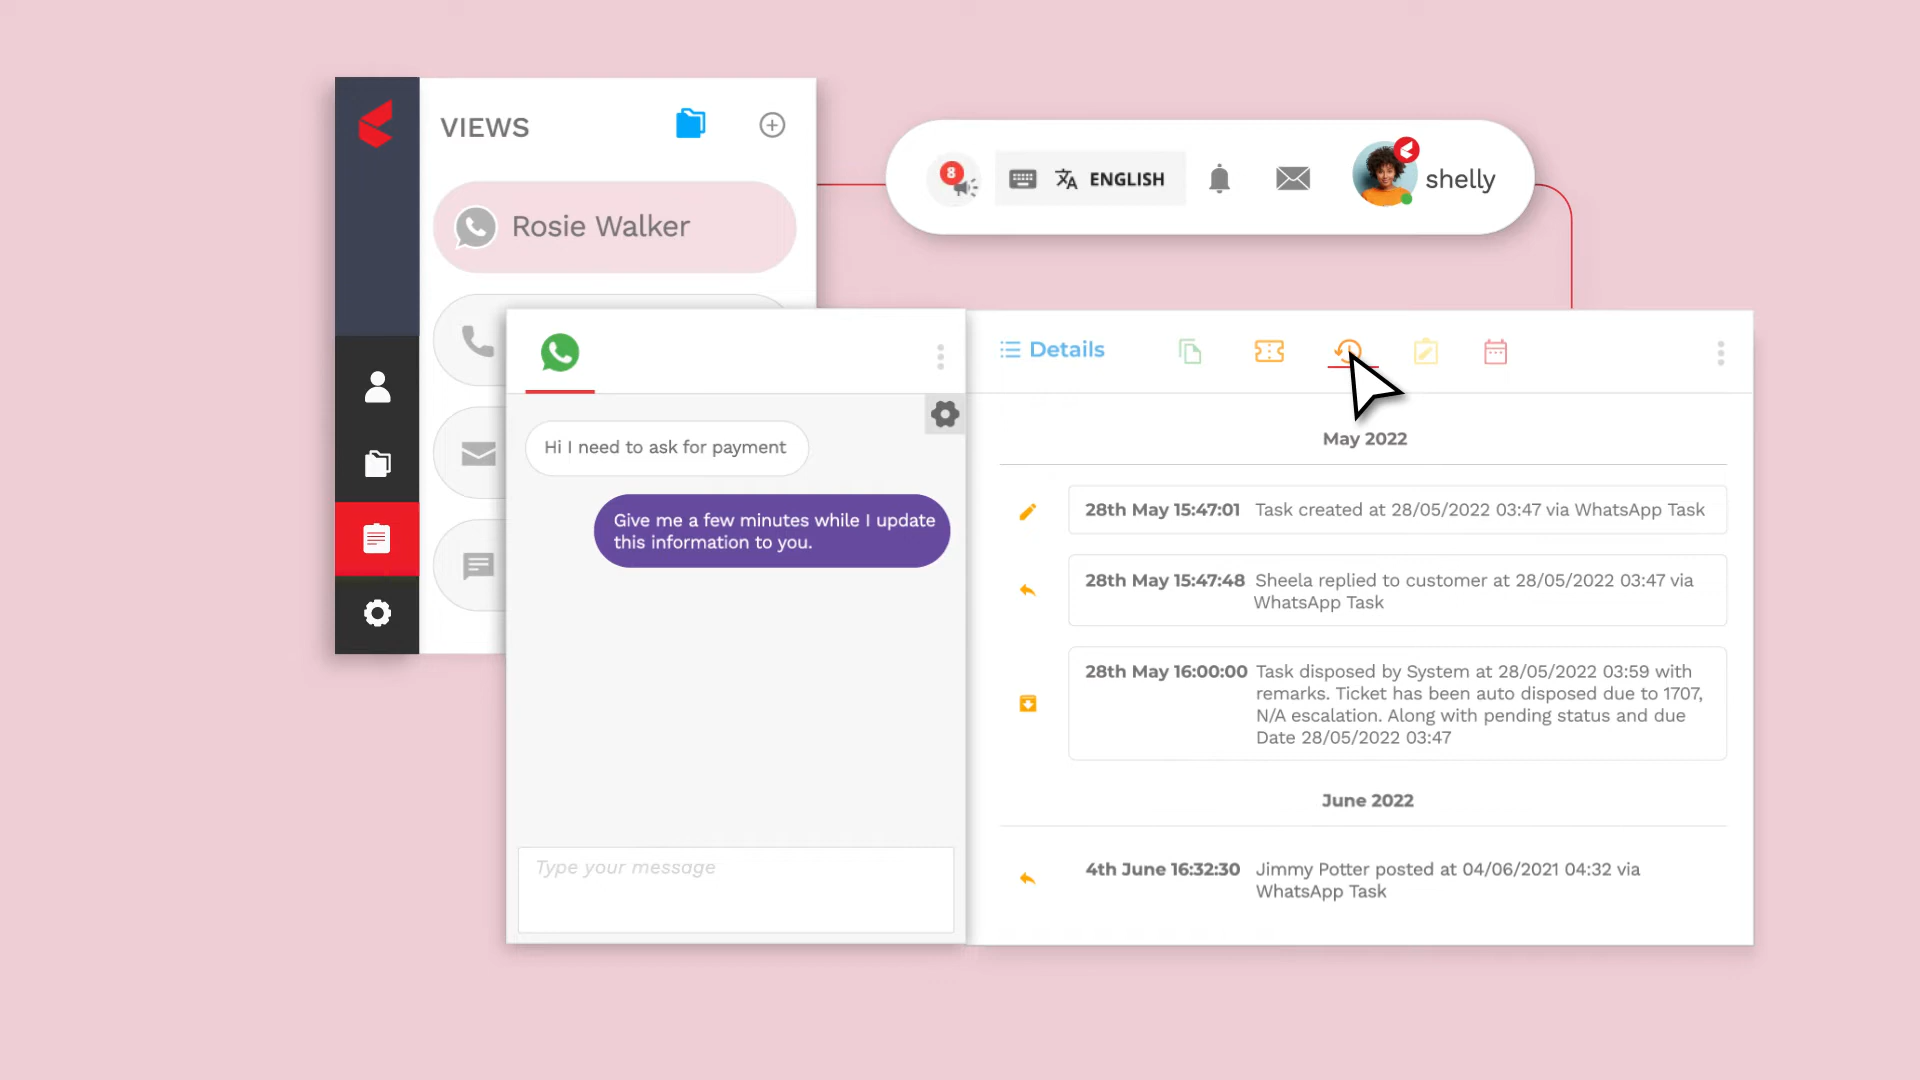 VIEWS
Rosie Walker
8
ENGLISH
shelly
Hi I need to ask for payment
Give me a few minutes while I update
this information to you.
Type your message
Details
May 2022
28th May 15:47:01 Task created at 28/05/2022 03:47 via WhatsApp Task
28th May 15:47:48 Sheela replied to customer at 28/05/2022 03:47 via
WhatsApp Task
28th May 16:00:00 Task disposed by System at 28/05/2022 03:59 with
remarks. Ticket has been auto disposed due to 1707,
N/A escalation. Along with pending status and due
Date 28/05/2022 03:47
June 2022
4th June 16:32:30 Jimmy Potter posted at 04/06/2021 04:32 via
WhatsApp Task